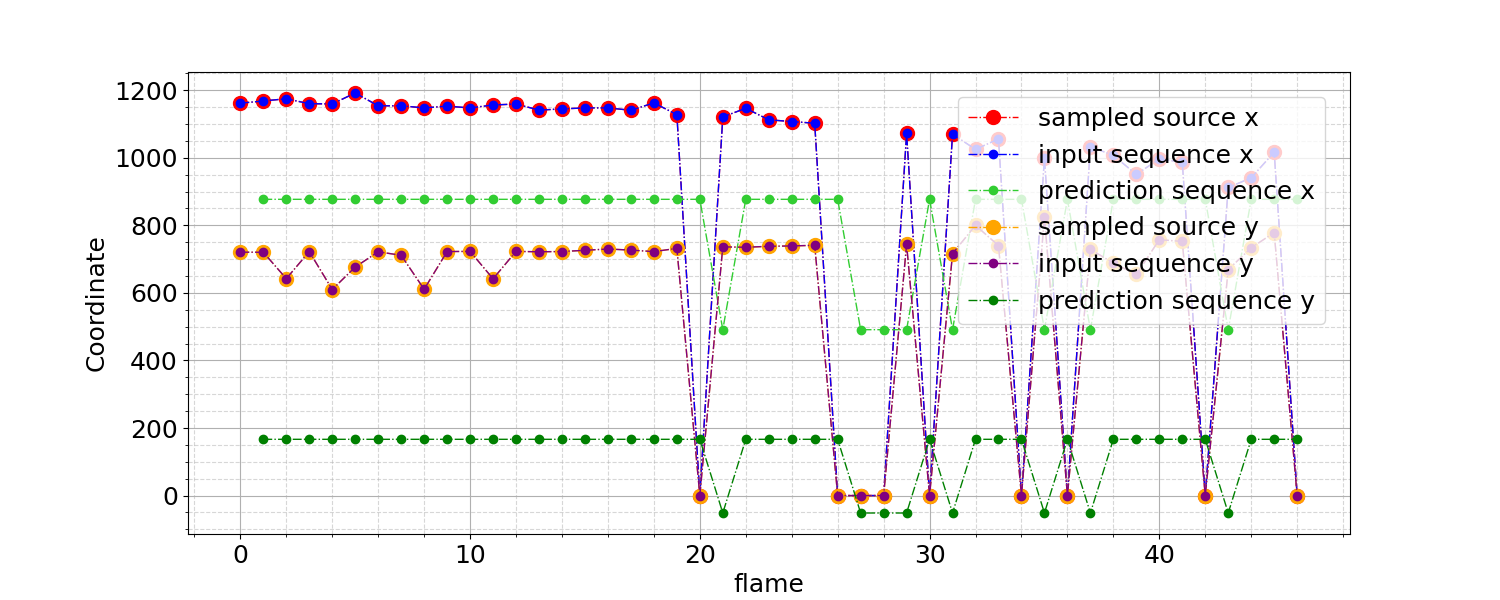 1200
1000
800
600
400
200
0
Coordinate
sampled source x
input sequence x
prediction sequence x
sampled source y
input sequence y
prediction sequence y
0 10 20 30 40
flame